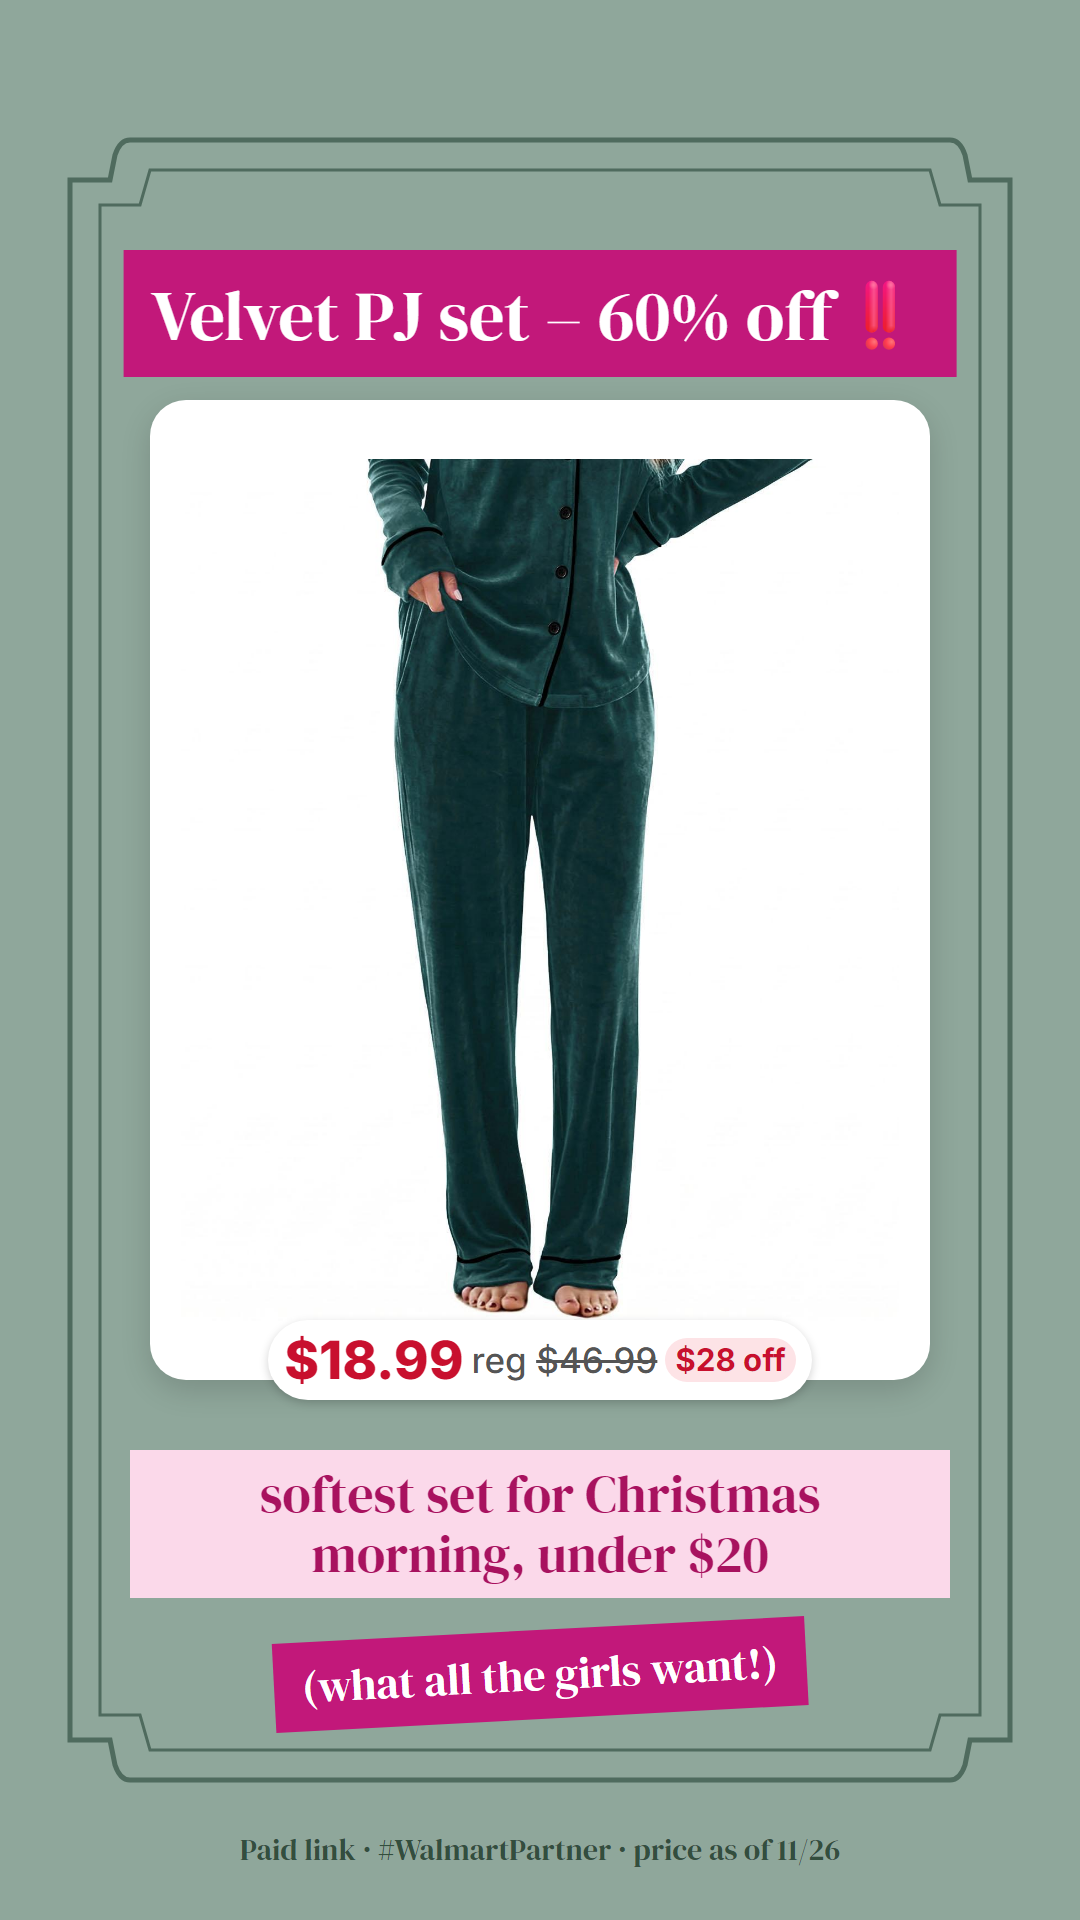 Velvet PJ set – 60% off ‼️
$18.99 reg $46.99 $28 off
softest set for Christmas
morning, under $20
(what all the girls want!)
Paid link · #WalmartPartner · price as of 11/26